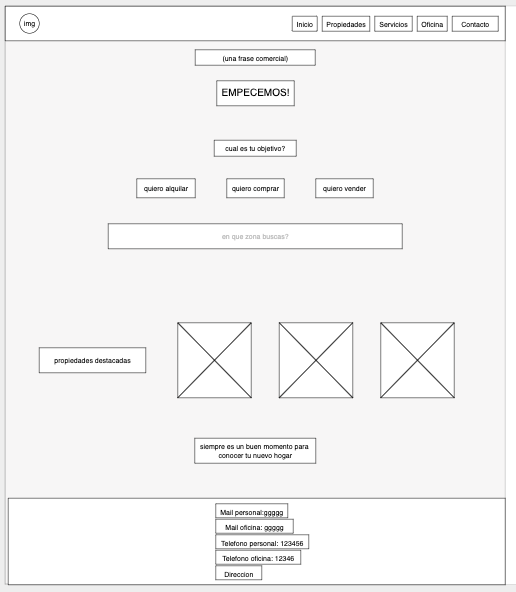 img
Inicio
Propiedades
Servicios
Oficina
Contacto
(una frase comercial)
EMPECEMOS!
cual es tu objetivo?
quiero alquilar
quiero comprar
quiero vender
en que zona buscas?
propiedades destacadas
siempre es un buen momento para
conocer tu nuevo hogar
Mail personal:ggggg
Mail oficina: ggggg
Telefono personal: 123456
Telefono oficina: 12346
Direccion